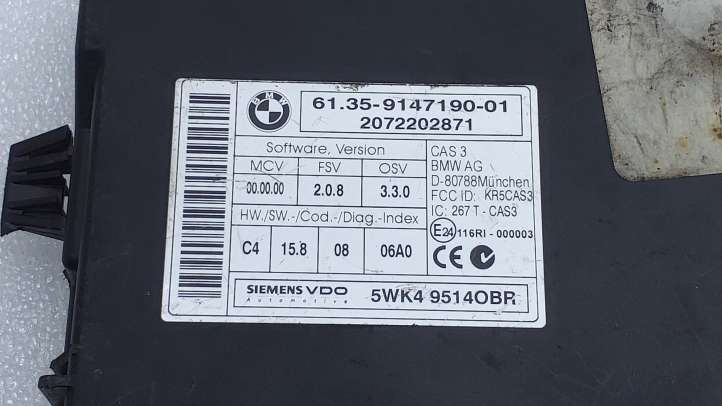 BMW
61.35-9147190-01
2072202871
Software, Version
MCV FSV OSV
00.00.00 2.0.8 3.3.0
HW./SW.-/Cod.-/Diag.-Index
C4 15.8 08 06A0
CAS 3
BMW AG
D-80788München
FCC ID: KR5CAS3
IC: 267 T - CAS3
E24 116RI - 000003
CE
SIEMENS VDO
Automotive
5WK4 9514OBR